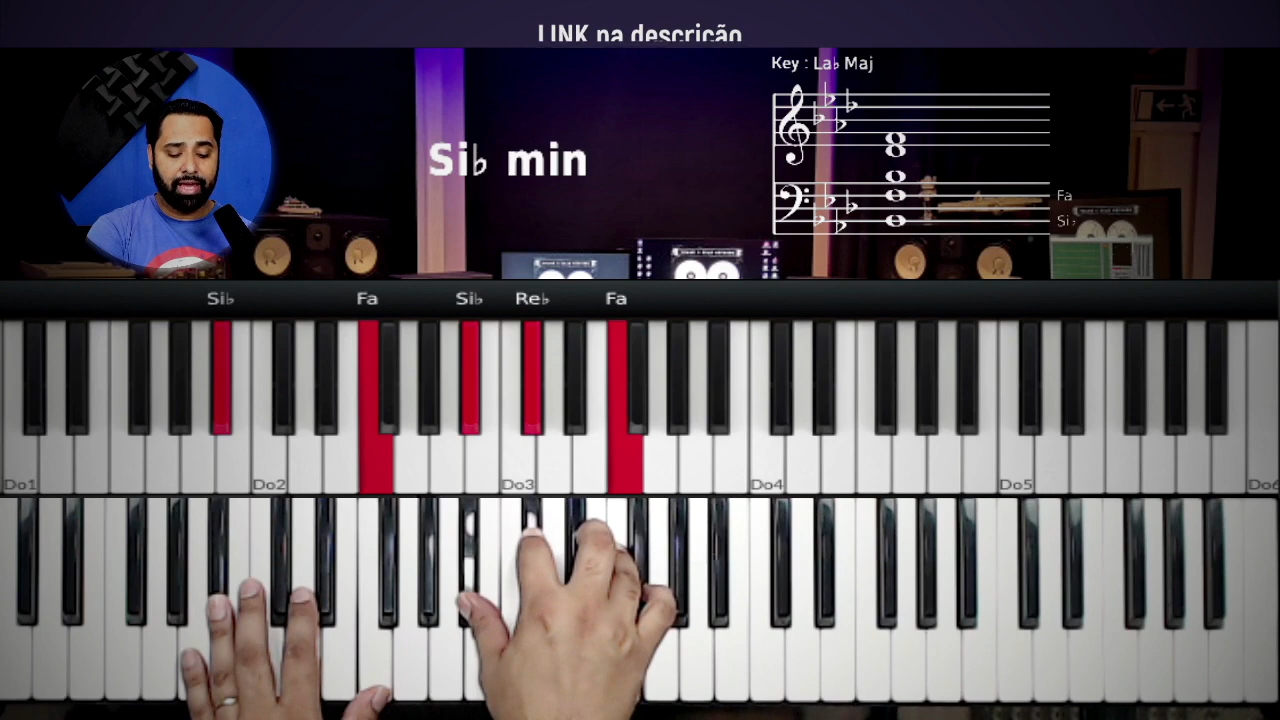 LINK na descrição
Key : La♭ Maj
Si♭ min
Fa
Si♭
Si♭ Fa Si♭ Re♭ Fa
Do1 Do2 Do3 Do4 Do5 Do6